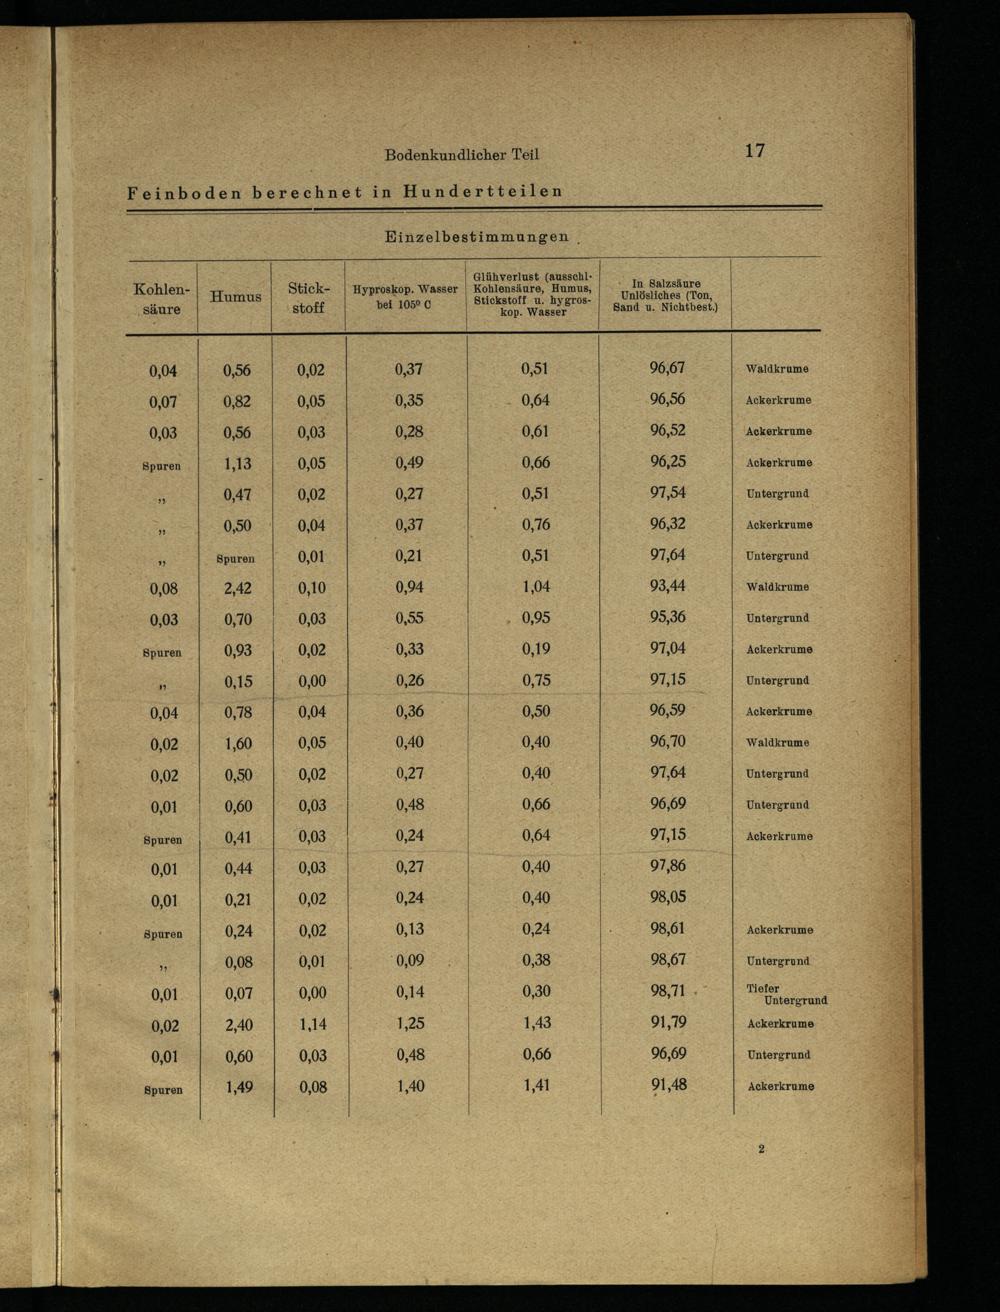 Bodenkundlicher Teil 17
Feinboden berechnet in Hundertteilen
Einzelbestimmungen
Kohlen-
säure
Humus
Stick-
stoff
Hyproskop. Wasser
bei 105⁰ C
Glühverlust (ausschl-
Kohlensäure, Humus,
Stickstoff u. hygros-
kop. Wasser
In Salzsäure
Unlösliches (Ton,
Sand u. Nichtbest.)
0,04 0,56 0,02 0,37 0,51 96,67 Waldkrume
0,07 0,82 0,05 0,35 0,64 96,56 Ackerkrume
0,03 0,56 0,03 0,28 0,61 96,52 Ackerkrume
Spuren 1,13 0,05 0,49 0,66 96,25 Ackerkrume
„ 0,47 0,02 0,27 0,51 97,54 Untergrund
„ 0,50 0,04 0,37 0,76 96,32 Ackerkrume
„ Spuren 0,01 0,21 0,51 97,64 Untergrund
0,08 2,42 0,10 0,94 1,04 93,44 Waldkrume
0,03 0,70 0,03 0,55 0,95 95,36 Untergrund
Spuren 0,93 0,02 0,33 0,19 97,04 Ackerkrume
„ 0,15 0,00 0,26 0,75 97,15 Untergrund
0,04 0,78 0,04 0,36 0,50 96,59 Ackerkrume
0,02 1,60 0,05 0,40 0,40 96,70 Waldkrume
0,02 0,50 0,02 0,27 0,40 97,64 Untergrund
0,01 0,60 0,03 0,48 0,66 96,69 Untergrund
Spuren 0,41 0,03 0,24 0,64 97,15 Ackerkrume
0,01 0,44 0,03 0,27 0,40 97,86
0,01 0,21 0,02 0,24 0,40 98,05
Spuren 0,24 0,02 0,13 0,24 98,61 Ackerkrume
„ 0,08 0,01 0,09 0,38 98,67 Untergrund
0,01 0,07 0,00 0,14 0,30 98,71 Tiefer
Untergrund
0,02 2,40 1,14 1,25 1,43 91,79 Ackerkrume
0,01 0,60 0,03 0,48 0,66 96,69 Untergrund
Spuren 1,49 0,08 1,40 1,41 91,48 Ackerkrume
2